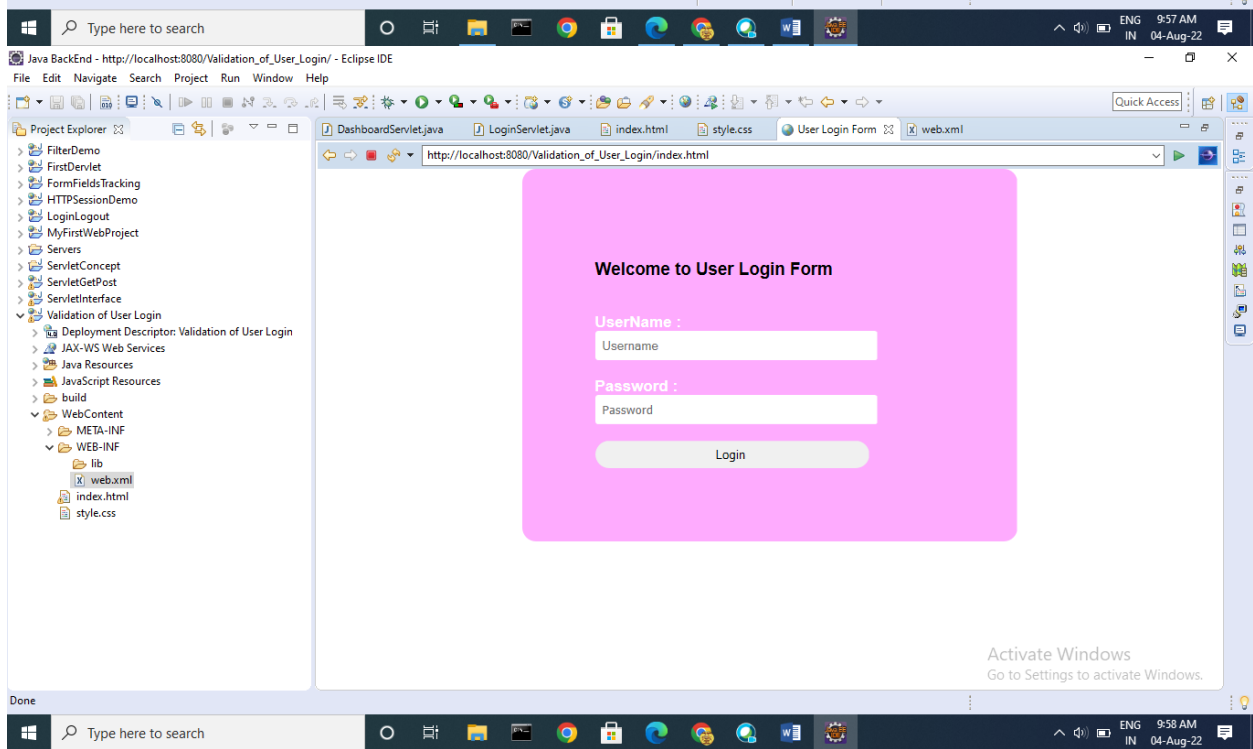 Type here to search
ENG 9:57 AM
IN 04-Aug-22
Java BackEnd - http://localhost:8080/Validation_of_User_Login/ - Eclipse IDE
File Edit Navigate Search Project Run Window Help
Quick Access
Project Explorer
DashboardServlet.java LoginServlet.java index.html style.css User Login Form web.xml
http://localhost:8080/Validation_of_User_Login/index.html
FilterDemo
FirstDervlet
FormFieldsTracking
HTTPSessionDemo
LoginLogout
MyFirstWebProject
Servers
ServletConcept
ServletGetPost
ServletInterface
Validation of User Login
Deployment Descriptor: Validation of User Login
JAX-WS Web Services
Java Resources
JavaScript Resources
build
WebContent
META-INF
WEB-INF
lib
web.xml
index.html
style.css
Welcome to User Login Form
UserName :
Username
Password :
Password
Login
Activate Windows
Go to Settings to activate Windows.
Done
Type here to search
ENG 9:58 AM
IN 04-Aug-22